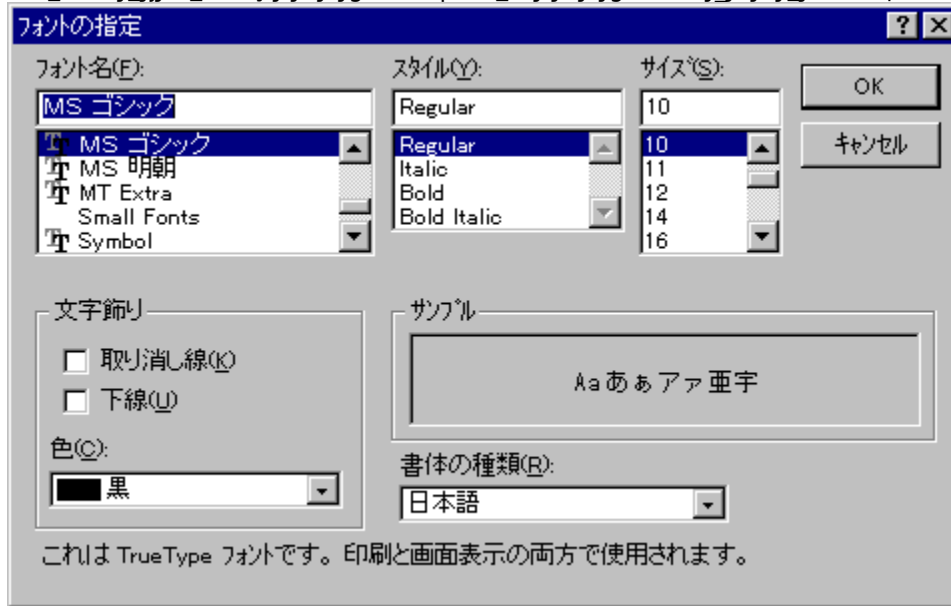 フォントの指定
フォント名(F): スタイル(Y): サイズ(S):
MS ゴシック Regular 10 OK
MS ゴシック Regular 10 キャンセル
MS 明朝 Italic 11
MT Extra Bold 12
Small Fonts Bold Italic 14
Symbol 16
文字飾り サンプル
取り消し線(K)
Aaあぁアァ亜宇
下線(U)
色(C):
書体の種類(R):
黒
日本語
これは TrueType フォントです。印刷と画面表示の両方で使用されます。